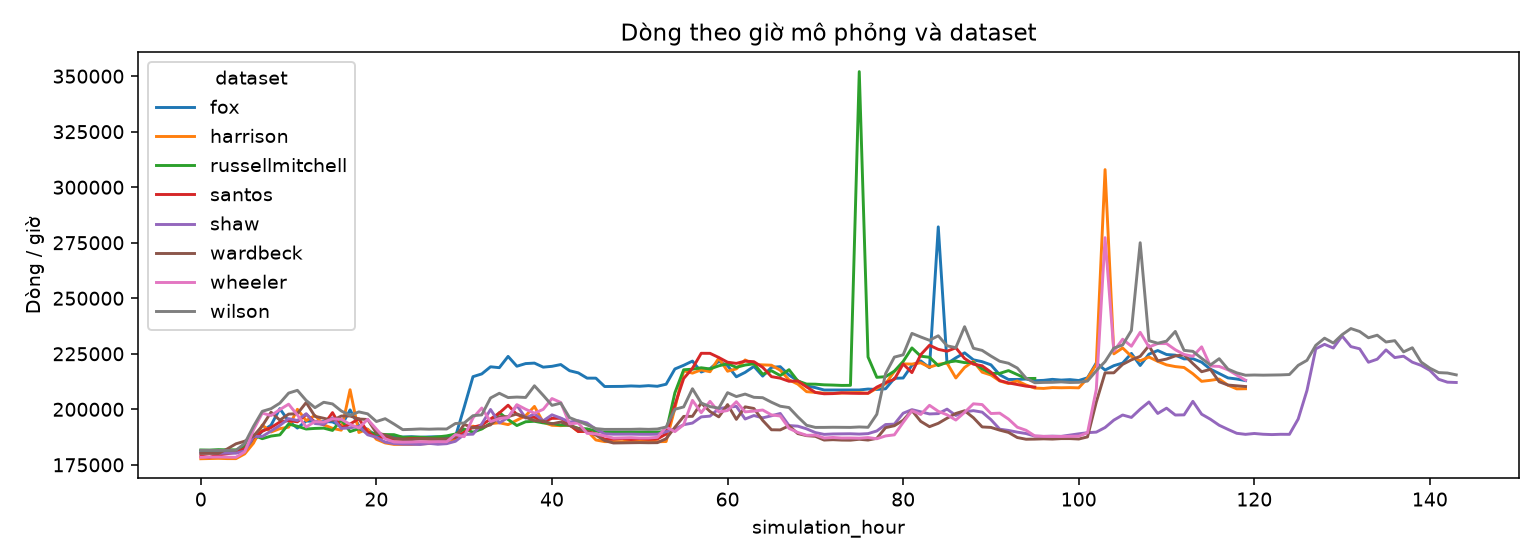 Dòng theo giờ mô phỏng và dataset
350000
325000
300000
275000
250000
225000
200000
175000
Dòng / giờ
dataset
fox
harrison
russellmitchell
santos
shaw
wardbeck
wheeler
wilson
0 20 40 60 80 100 120 140
simulation_hour